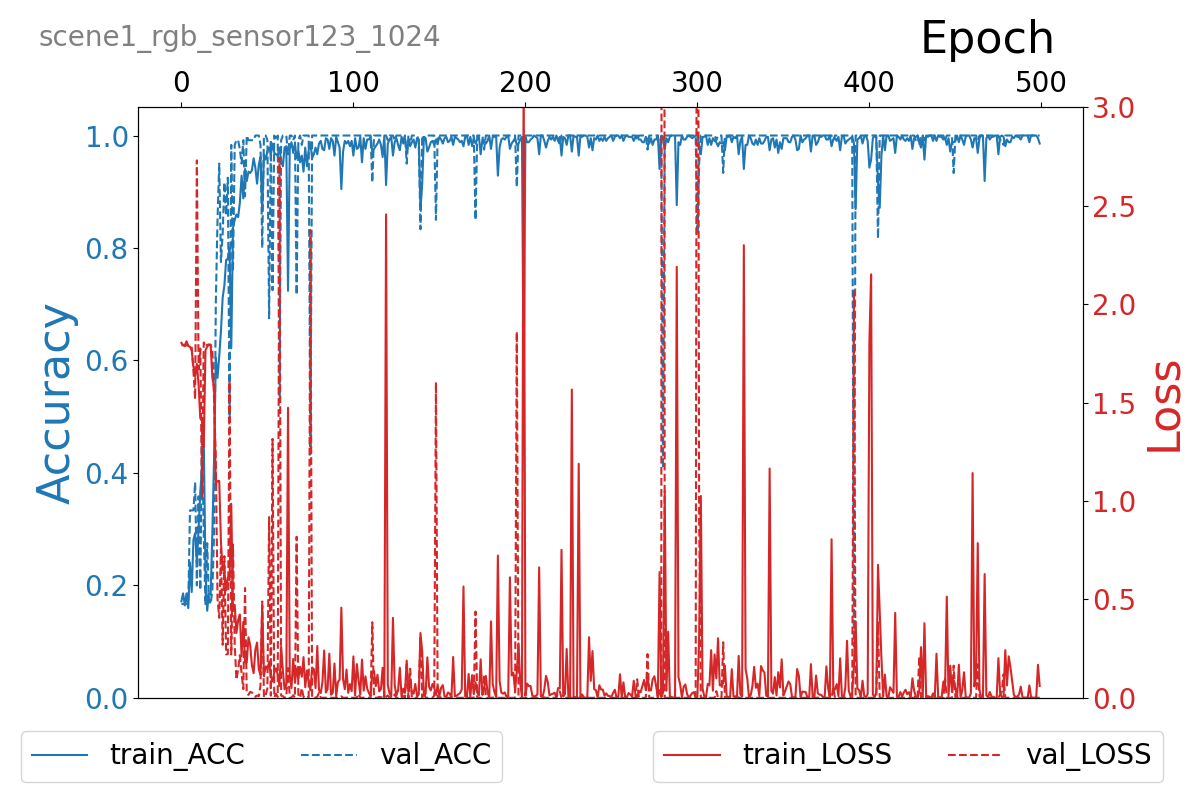 scene1_rgb_sensor123_1024
Epoch
0 100 200 300 400 500
Accuracy
1.0
0.8
0.6
0.4
0.2
0.0
3.0
2.5
2.0
1.5
1.0
0.5
0.0
Loss
train_ACC val_ACC
train_LOSS val_LOSS